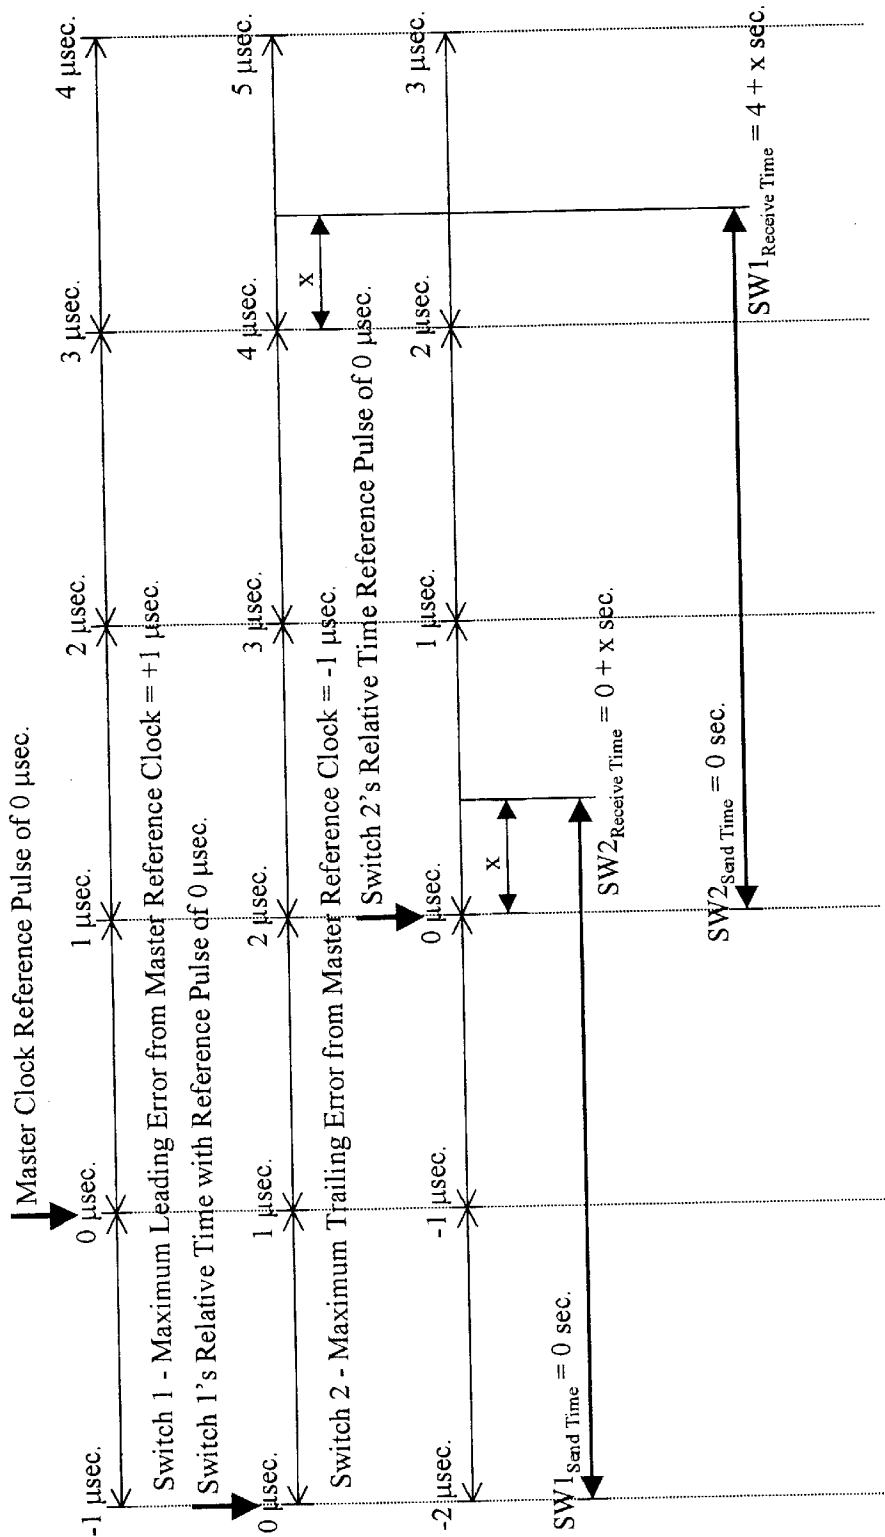 Master Clock Reference Pulse of 0 µsec.
-1 µsec.
0 µsec.
1 µsec.
2 µsec.
3 µsec.
4 µsec.
Switch 1 - Maximum Leading Error from Master Reference Clock = +1 µsec.
Switch 1's Relative Time with Reference Pulse of 0 µsec.
0 µsec.
1 µsec.
2 µsec.
3 µsec.
4 µsec.
5 µsec.
x
Switch 2 - Maximum Trailing Error from Master Reference Clock = -1 µsec.
Switch 2's Relative Time Reference Pulse of 0 µsec.
-2 µsec.
-1 µsec.
0 µsec.
1 µsec.
2 µsec.
3 µsec.
x
SW1Send Time = 0 sec.
SW2Receive Time = 0 + x sec.
SW2Send Time = 0 sec.
SW1Receive Time = 4 + x sec.